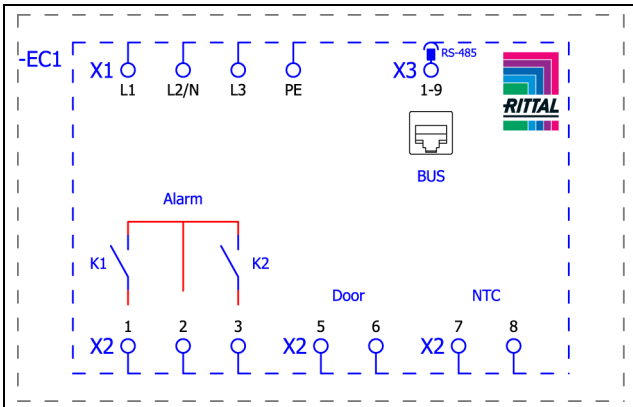 -EC1
X1
L1
L2/N
L3
PE
X3
RS-485
1-9
RITTAL
BUS
Alarm
K1
K2
Door
NTC
1
2
3
5
6
7
8
X2
X2
X2